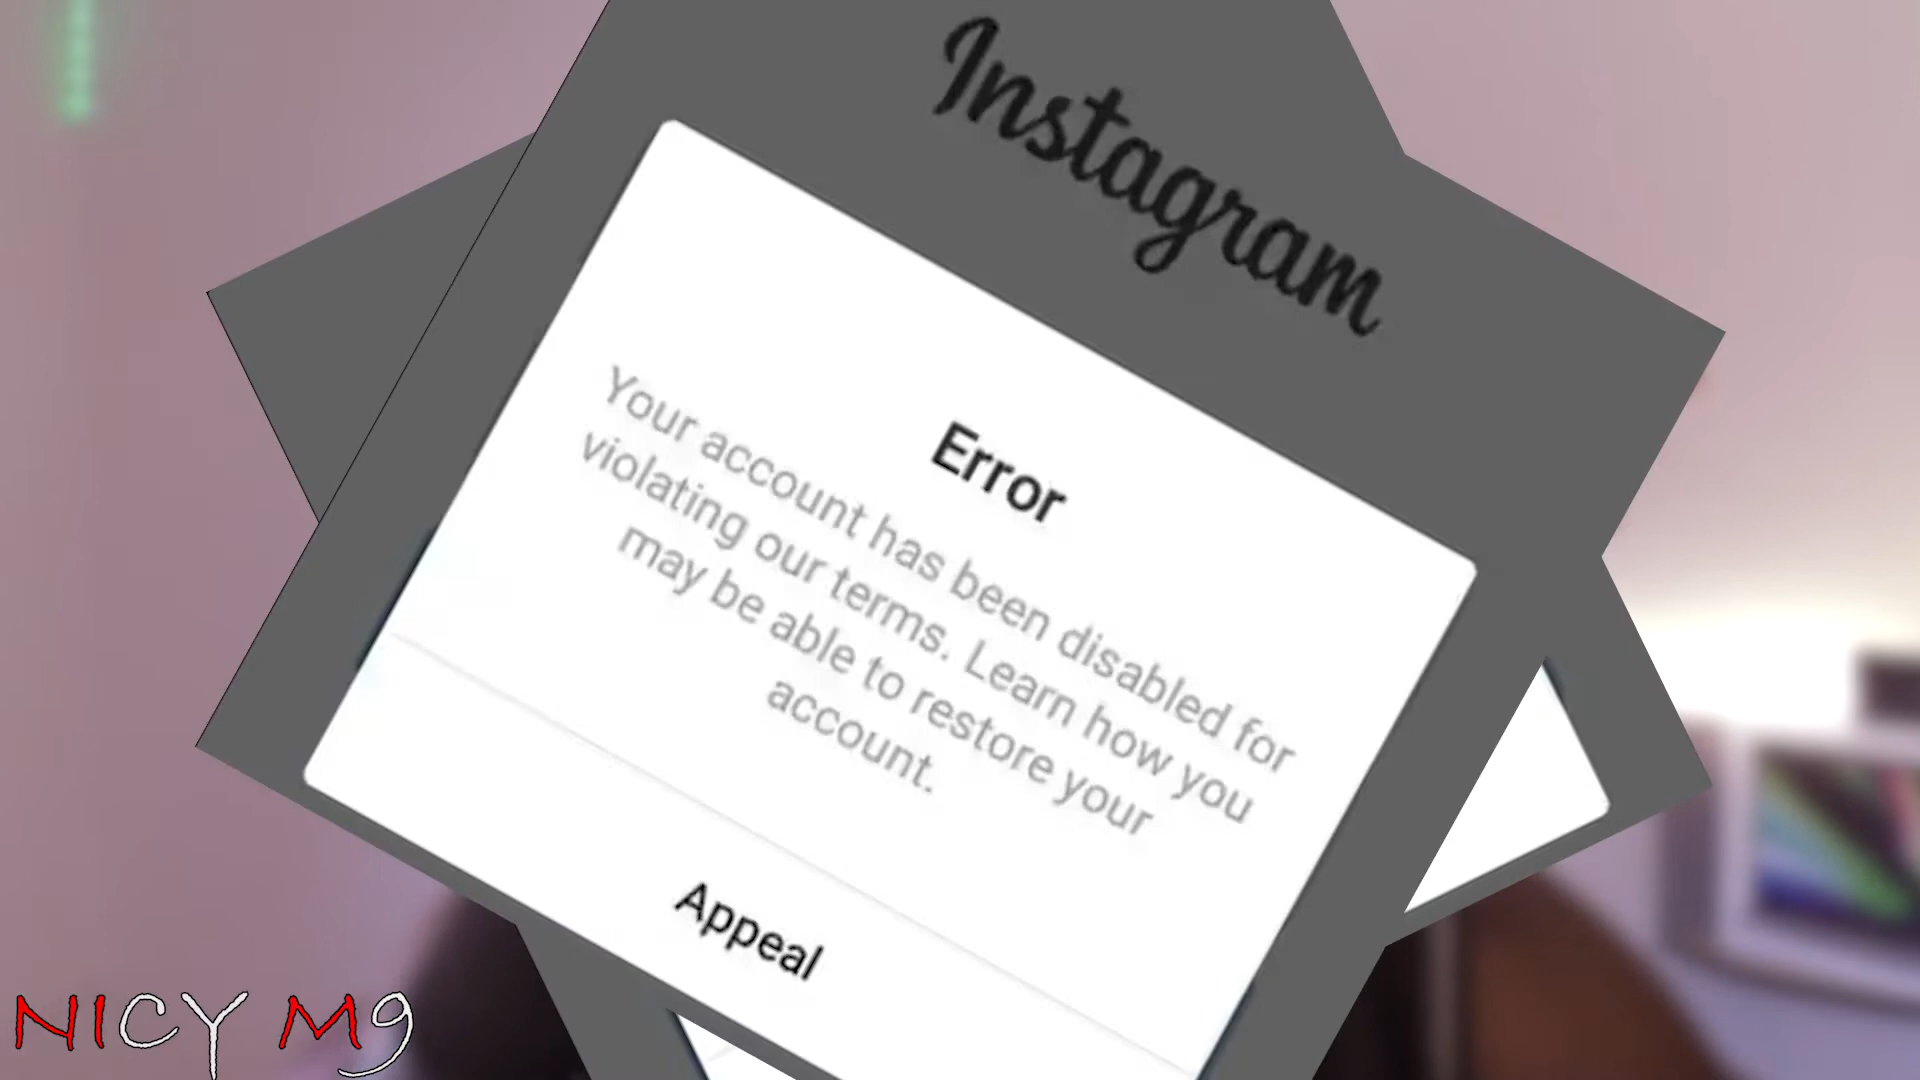 Instagram
Error
Your account has been disabled for
violating our terms. Learn how you
may be able to restore your
account.
Appeal
NICY M9